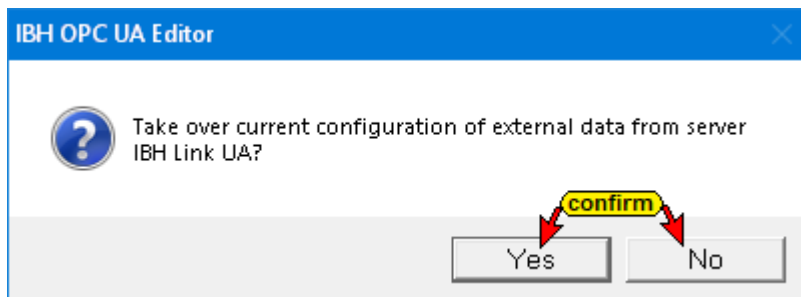 IBH OPC UA Editor
Take over current configuration of external data from server
IBH Link UA?
confirm
Yes
No